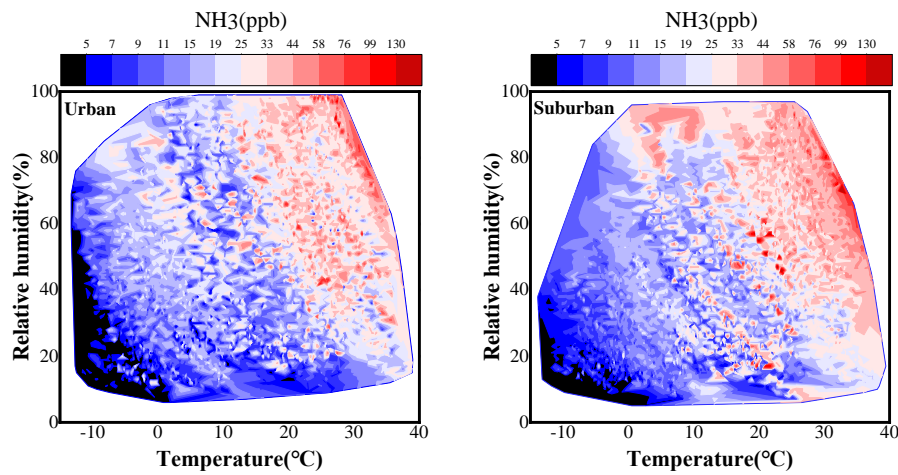 NH3(ppb)
5 7 9 11 15 19 25 33 44 58 76 99 130
Urban
Relative humidity(%)
100
80
60
40
20
0
-10 0 10 20 30 40
Temperature(°C)
NH3(ppb)
5 7 9 11 15 19 25 33 44 58 76 99 130
Suburban
Relative humidity(%)
100
80
60
40
20
0
-10 0 10 20 30 40
Temperature(°C)